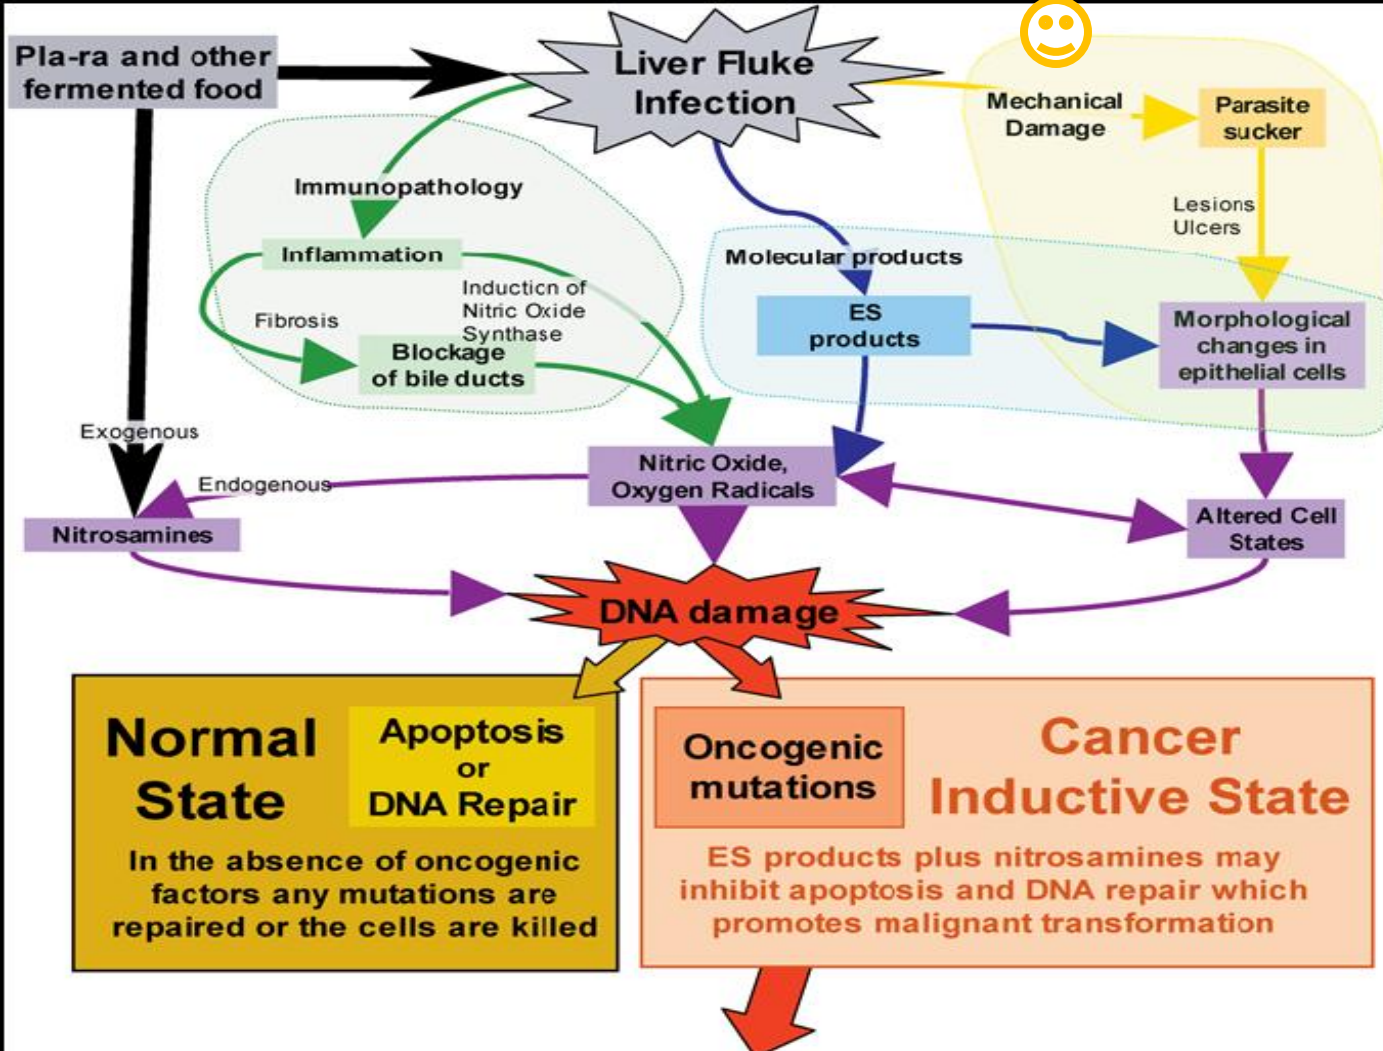 Pla-ra and other
fermented food
Liver Fluke
Infection
Mechanical
Damage
Parasite
sucker
Immunopathology
Lesions
Ulcers
Inflammation
Molecular products
Induction of
Nitric Oxide
Synthase
Fibrosis
Blockage
of bile ducts
ES
products
Morphological
changes in
epithelial cells
Exogenous
Endogenous
Nitric Oxide,
Oxygen Radicals
Nitrosamines
Altered Cell
States
DNA damage
Normal
State
Apoptosis
or
DNA Repair
In the absence of oncogenic
factors any mutations are
repaired or the cells are killed
Oncogenic
mutations
Cancer
Inductive State
ES products plus nitrosamines may
inhibit apoptosis and DNA repair which
promotes malignant transformation